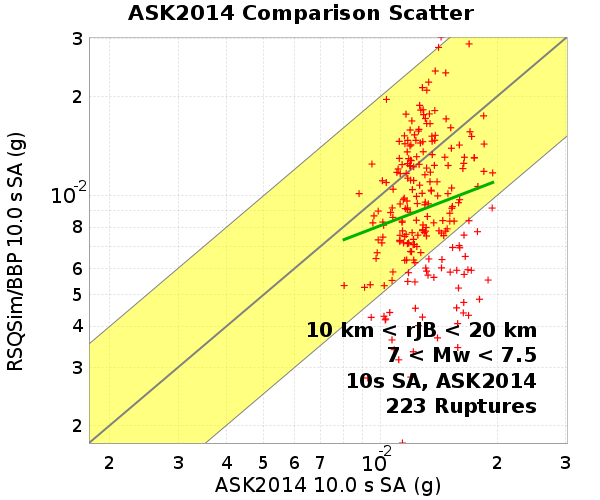 ASK2014 Comparison Scatter
RSQSim/BBP 10.0 s SA (g)
3
2
10-2
8
6
5
4
3
2
10 km < rJB < 20 km
7 < Mw < 7.5
10s SA, ASK2014
223 Ruptures
2 3 4 5 6 7 10-2 2 3
ASK2014 10.0 s SA (g)